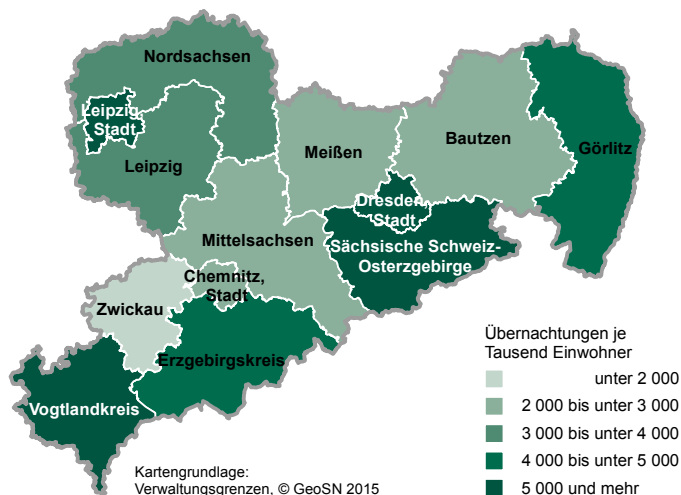 Nordsachsen
Leipzig,
Stadt
Leipzig
Meißen
Bautzen
Görlitz
Dresden,
Stadt
Mittelsachsen
Sächsische Schweiz-
Osterzgebirge
Chemnitz,
Stadt
Zwickau
Erzgebirgskreis
Vogtlandkreis
Übernachtungen je
Tausend Einwohner
unter 2 000
2 000 bis unter 3 000
3 000 bis unter 4 000
4 000 bis unter 5 000
5 000 und mehr
Kartengrundlage:
Verwaltungsgrenzen, © GeoSN 2015